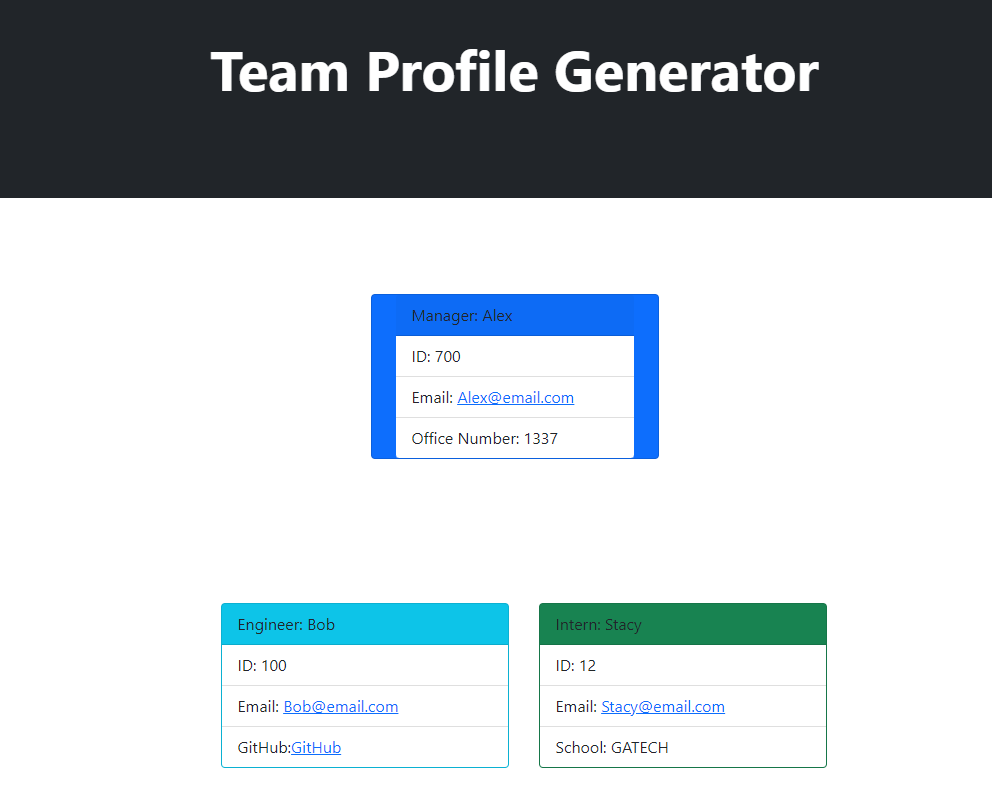 Team Profile Generator
Manager: Alex
ID: 700
Email: Alex@email.com
Office Number: 1337
Engineer: Bob
ID: 100
Email: Bob@email.com
GitHub:GitHub
Intern: Stacy
ID: 12
Email: Stacy@email.com
School: GATECH